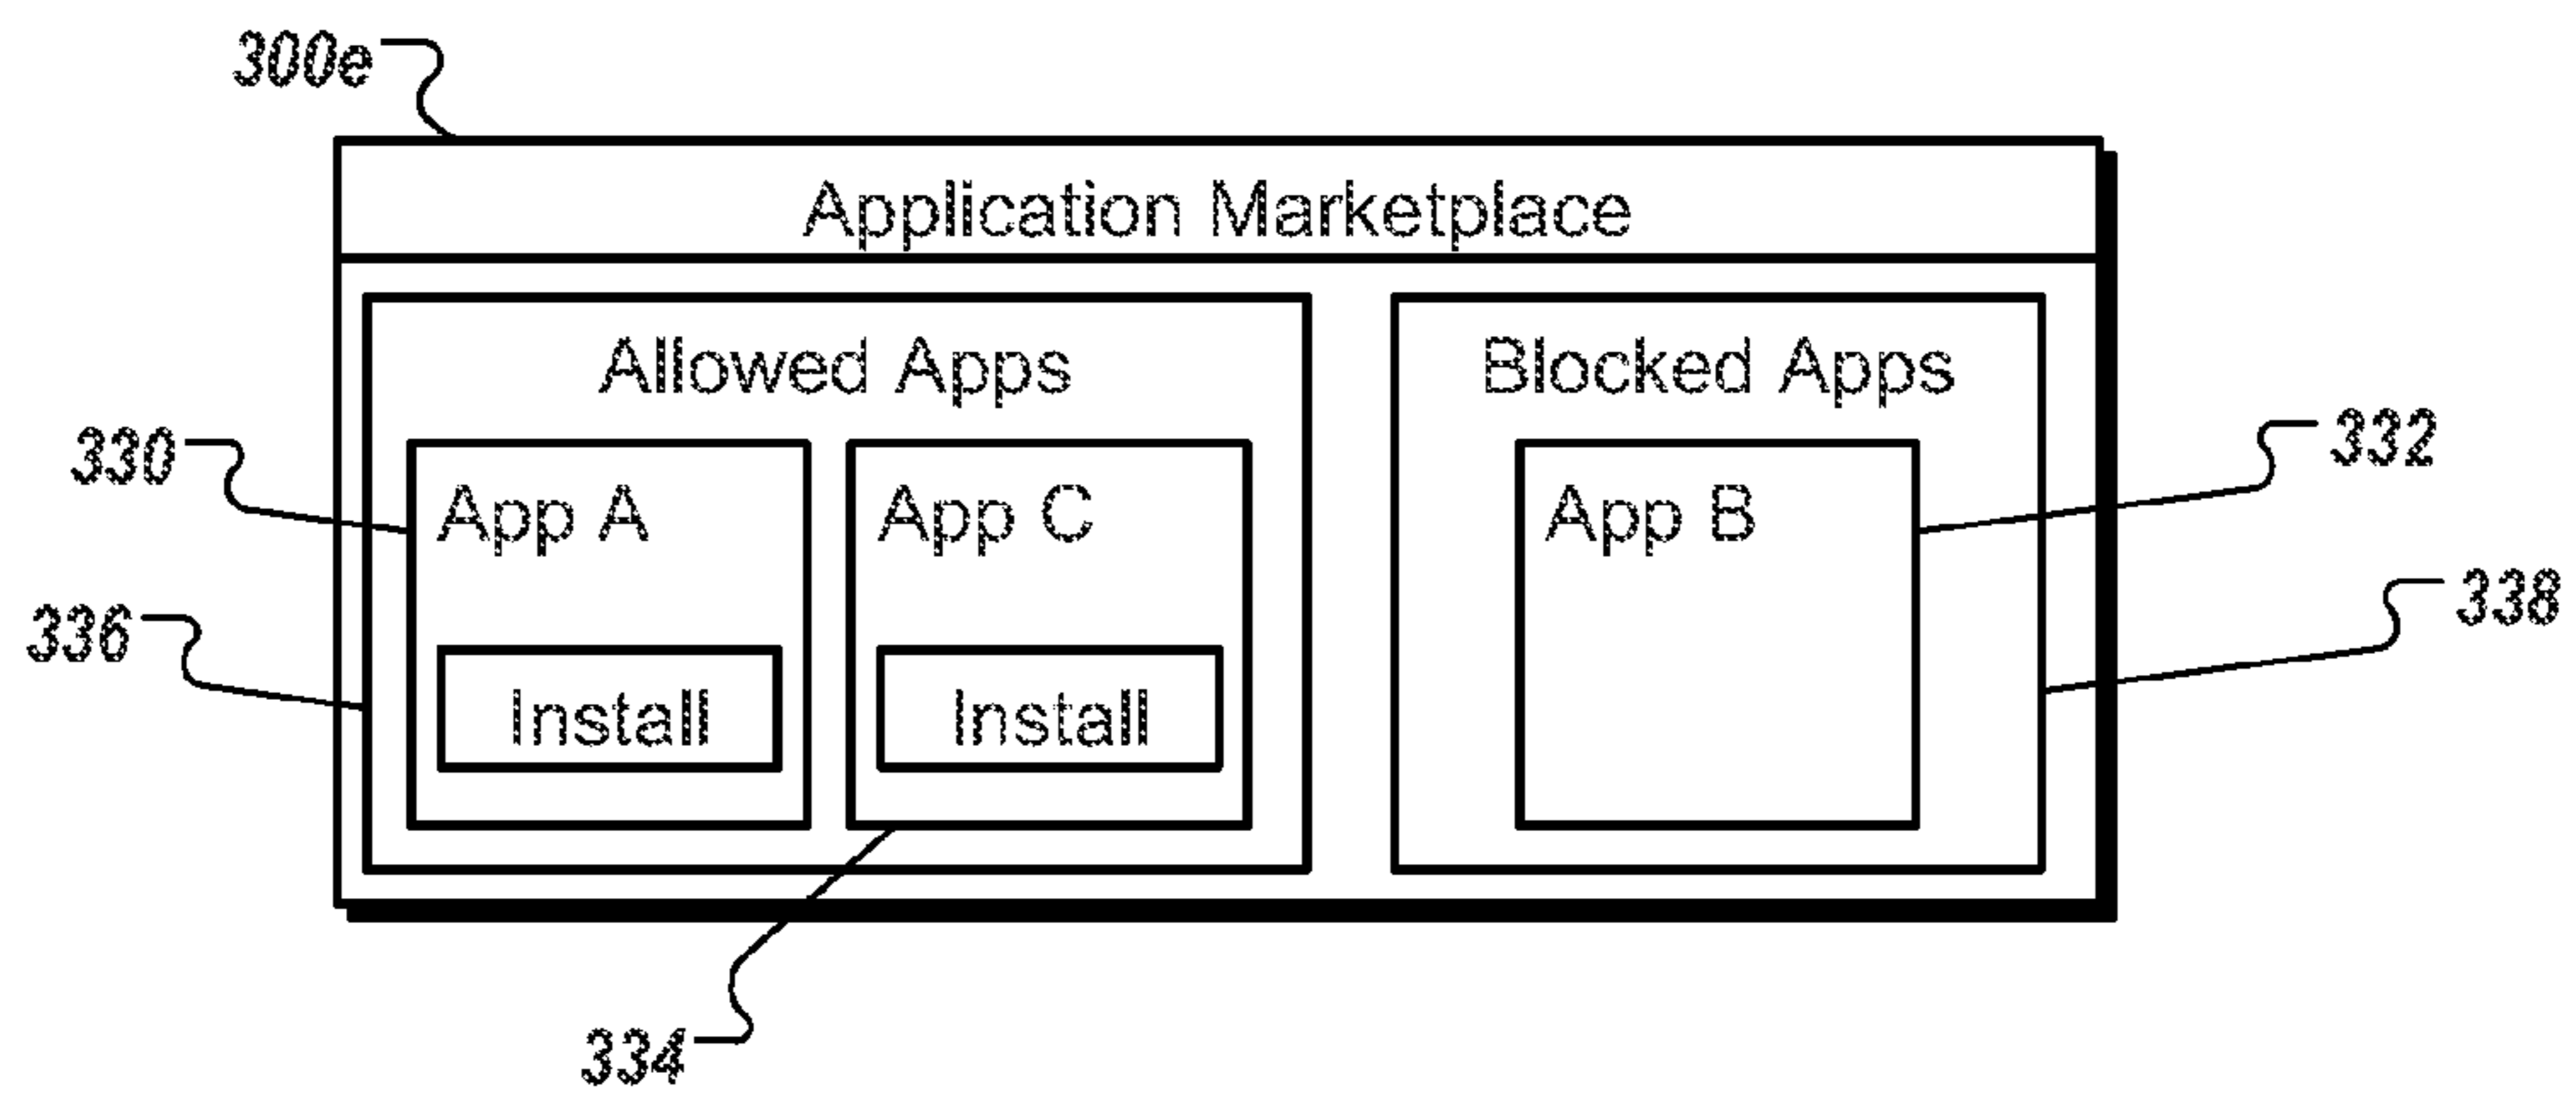 300e
Application Marketplace
Allowed Apps
Blocked Apps
330
App A
App C
App B
332
336
Install
Install
338
334